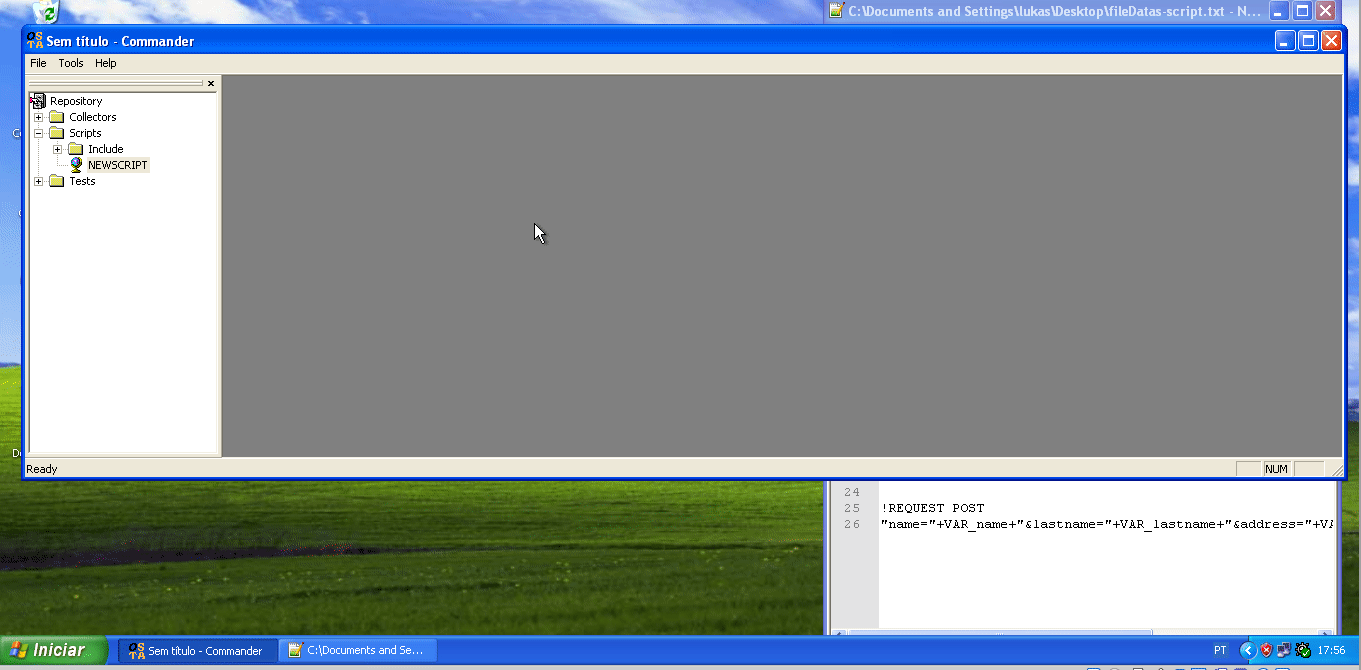 C:\Documents and Settings\lukas\Desktop\fileDatas-script.txt - N...
Sem título - Commander
File Tools Help
Repository
Collectors
Scripts
Include
NEWSCRIPT
Tests
Ready
NUM
24
25 !REQUEST POST
26 "name="+VAR_name+"&lastname="+VAR_lastname+"&address="+VA
Iniciar
Sem título - Commander
C:\Documents and Se...
PT
17:56